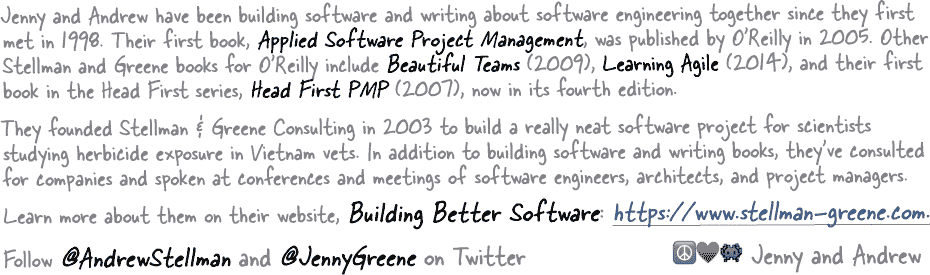 Jenny and Andrew have been building software and writing about software engineering together since they first
met in 1998. Their first book, Applied Software Project Management, was published by O'Reilly in 2005. Other
Stellman and Greene books for O'Reilly include Beautiful Teams (2009), Learning Agile (2014), and their first
book in the Head First series, Head First PMP (2007), now in its fourth edition.
They founded Stellman & Greene Consulting in 2003 to build a really neat software project for scientists
studying herbicide exposure in Vietnam vets. In addition to building software and writing books, they've consulted
for companies and spoken at conferences and meetings of software engineers, architects, and project managers.
Learn more about them on their website, Building Better Software: https://www.stellman-greene.com.
Follow @AndrewStellman and @JennyGreene on Twitter ☮🖤👾 Jenny and Andrew